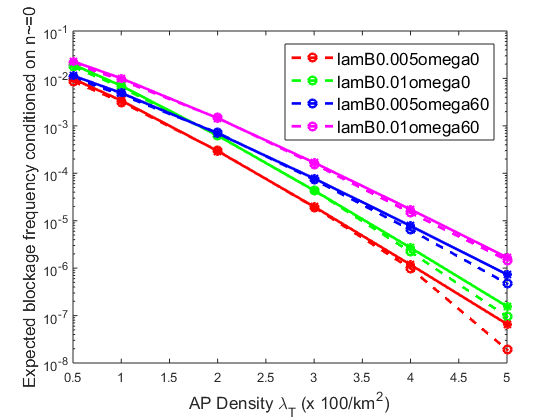 Expected blockage frequency conditioned on n~=0
10^-1
10^-2
10^-3
10^-4
10^-5
10^-6
10^-7
10^-8
lamB0.005omega0
lamB0.01omega0
lamB0.005omega60
lamB0.01omega60
0.5 1 1.5 2 2.5 3 3.5 4 4.5 5
AP Density λ_T (x 100/km^2)